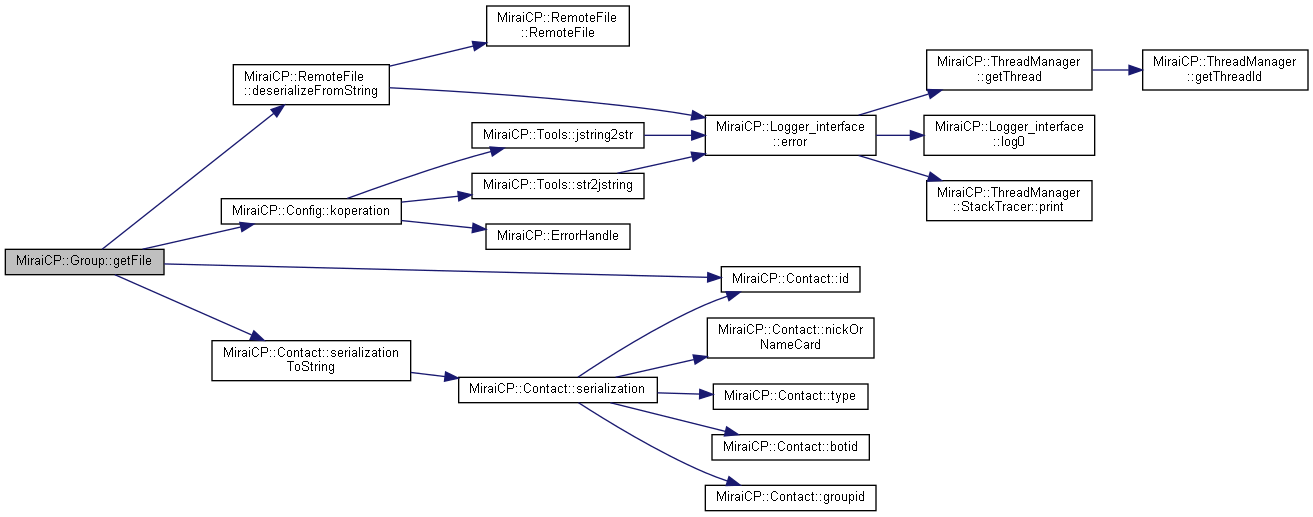 MiraiCP::Group::getFile
MiraiCP::RemoteFile
::deserializeFromString
MiraiCP::Config::koperation
MiraiCP::Contact::serialization
ToString
MiraiCP::RemoteFile
::RemoteFile
MiraiCP::Tools::jstring2str
MiraiCP::Tools::str2jstring
MiraiCP::ErrorHandle
MiraiCP::Contact::serialization
MiraiCP::Logger_interface
::error
MiraiCP::Contact::id
MiraiCP::Contact::nickOr
NameCard
MiraiCP::Contact::type
MiraiCP::Contact::botid
MiraiCP::Contact::groupid
MiraiCP::ThreadManager
::getThread
MiraiCP::Logger_interface
::log0
MiraiCP::ThreadManager
::StackTracer::print
MiraiCP::ThreadManager
::getThreadId